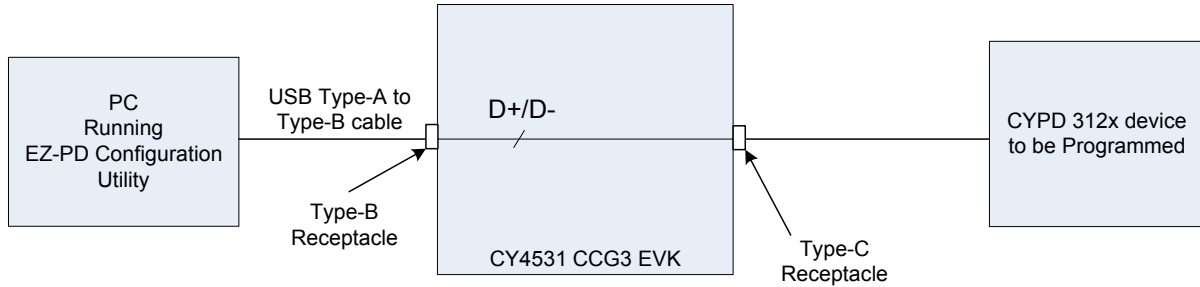 PC
Running
EZ-PD Configuration
Utility
USB Type-A to
Type-B cable
Type-B
Receptacle
D+/D-
CY4531 CCG3 EVK
Type-C
Receptacle
CYPD 312x device
to be Programmed